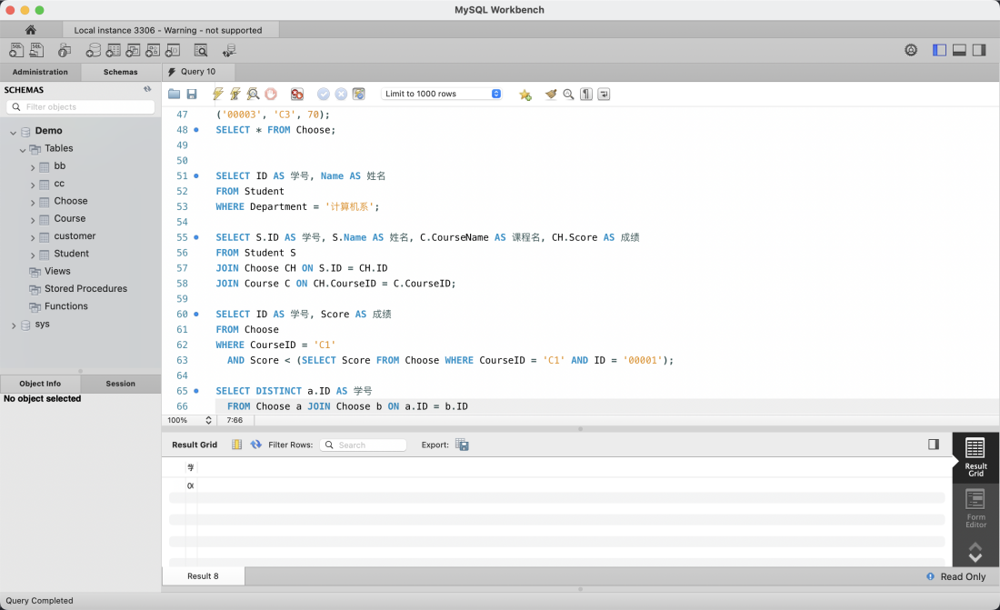 MySQL Workbench
Local instance 3306 - Warning - not supported
Administration
Schemas
Query 10
SCHEMAS
Filter objects
Demo
Tables
bb
cc
Choose
Course
customer
Student
Views
Stored Procedures
Functions
sys
Object Info
Session
No object selected
Limit to 1000 rows
47 ('00003', 'C3', 70);
48 SELECT * FROM Choose;
49
50
51 SELECT ID AS 学号, Name AS 姓名
52 FROM Student
53 WHERE Department = '计算机系';
54
55 SELECT S.ID AS 学号, S.Name AS 姓名, C.CourseName AS 课程名, CH.Score AS 成绩
56 FROM Student S
57 JOIN Choose CH ON S.ID = CH.ID
58 JOIN Course C ON CH.CourseID = C.CourseID;
59
60 SELECT ID AS 学号, Score AS 成绩
61 FROM Choose
62 WHERE CourseID = 'C1'
63 AND Score < (SELECT Score FROM Choose WHERE CourseID = 'C1' AND ID = '00001');
64
65 SELECT DISTINCT a.ID AS 学号
66 FROM Choose a JOIN Choose b ON a.ID = b.ID
100% 7:66
Result Grid Filter Rows: Search Export:
学
Result Grid
Form Editor
Result 8
Read Only
Query Completed